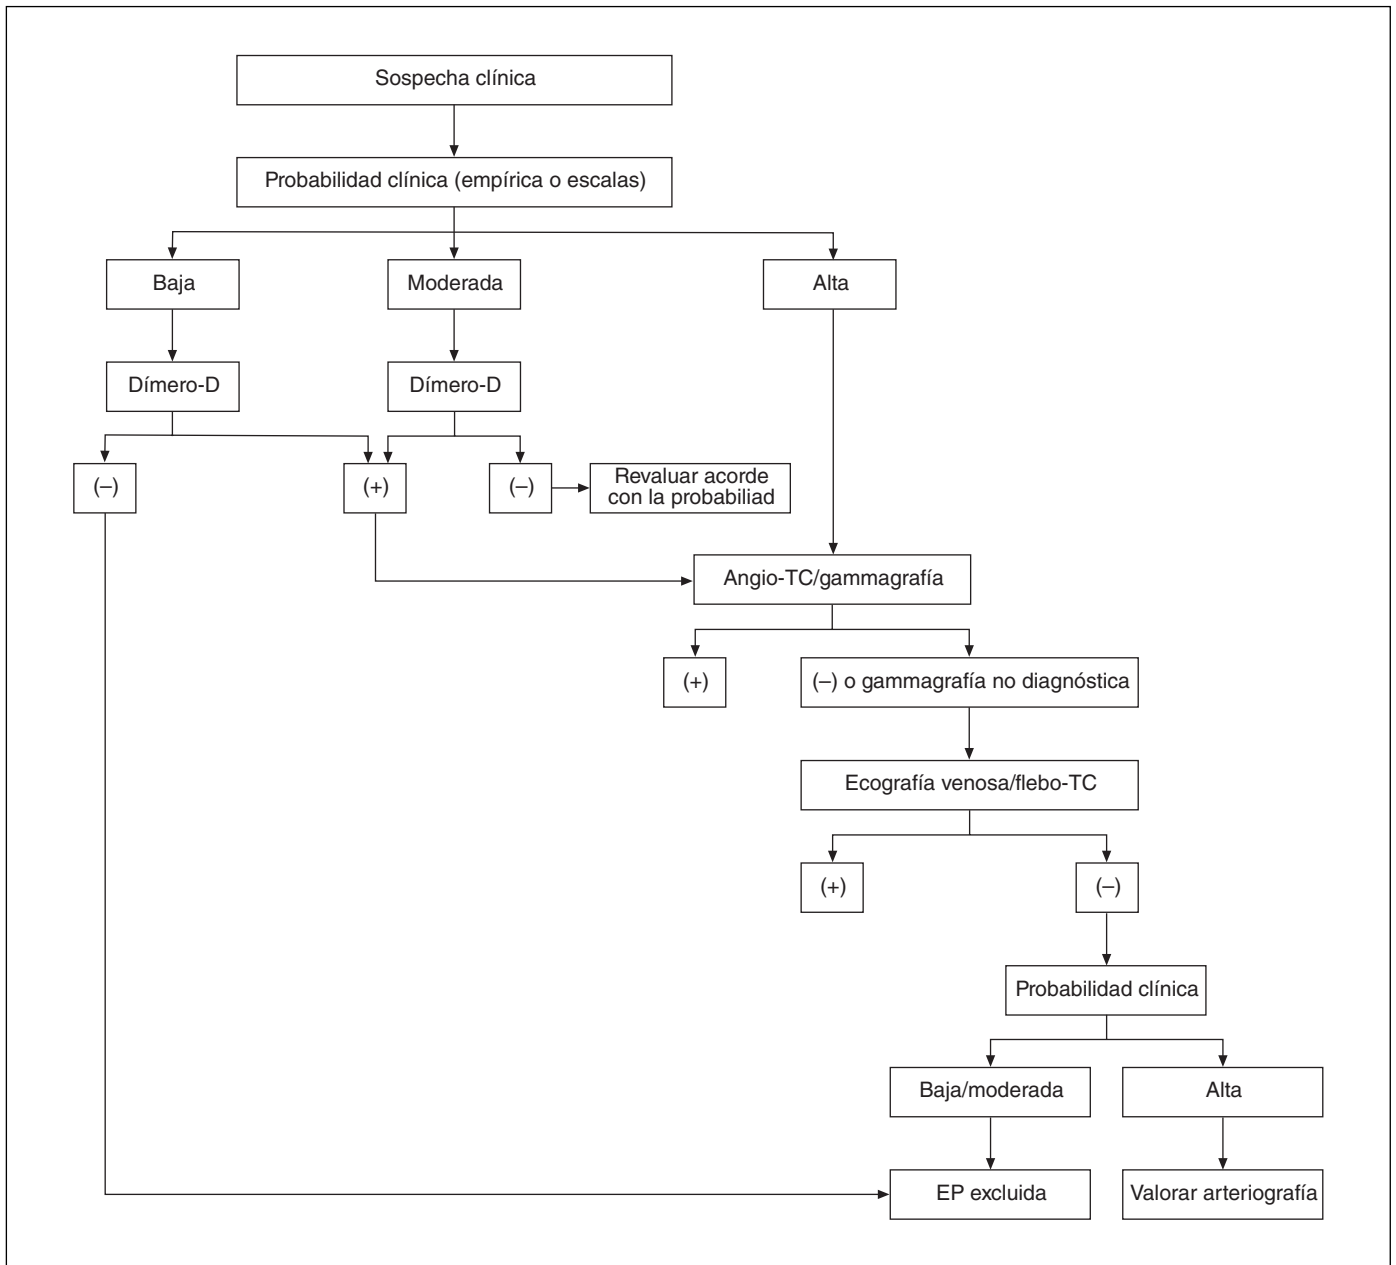 Sospecha clínica
Probabilidad clínica (empírica o escalas)
Baja
Moderada
Alta
Dímero-D
Dímero-D
(–)
(+)
(–)
Revaluar acorde
con la probabiliad
Angio-TC/gammagrafía
(+)
(–) o gammagrafía no diagnóstica
Ecografía venosa/flebo-TC
(+)
(–)
Probabilidad clínica
Baja/moderada
Alta
EP excluida
Valorar arteriografía